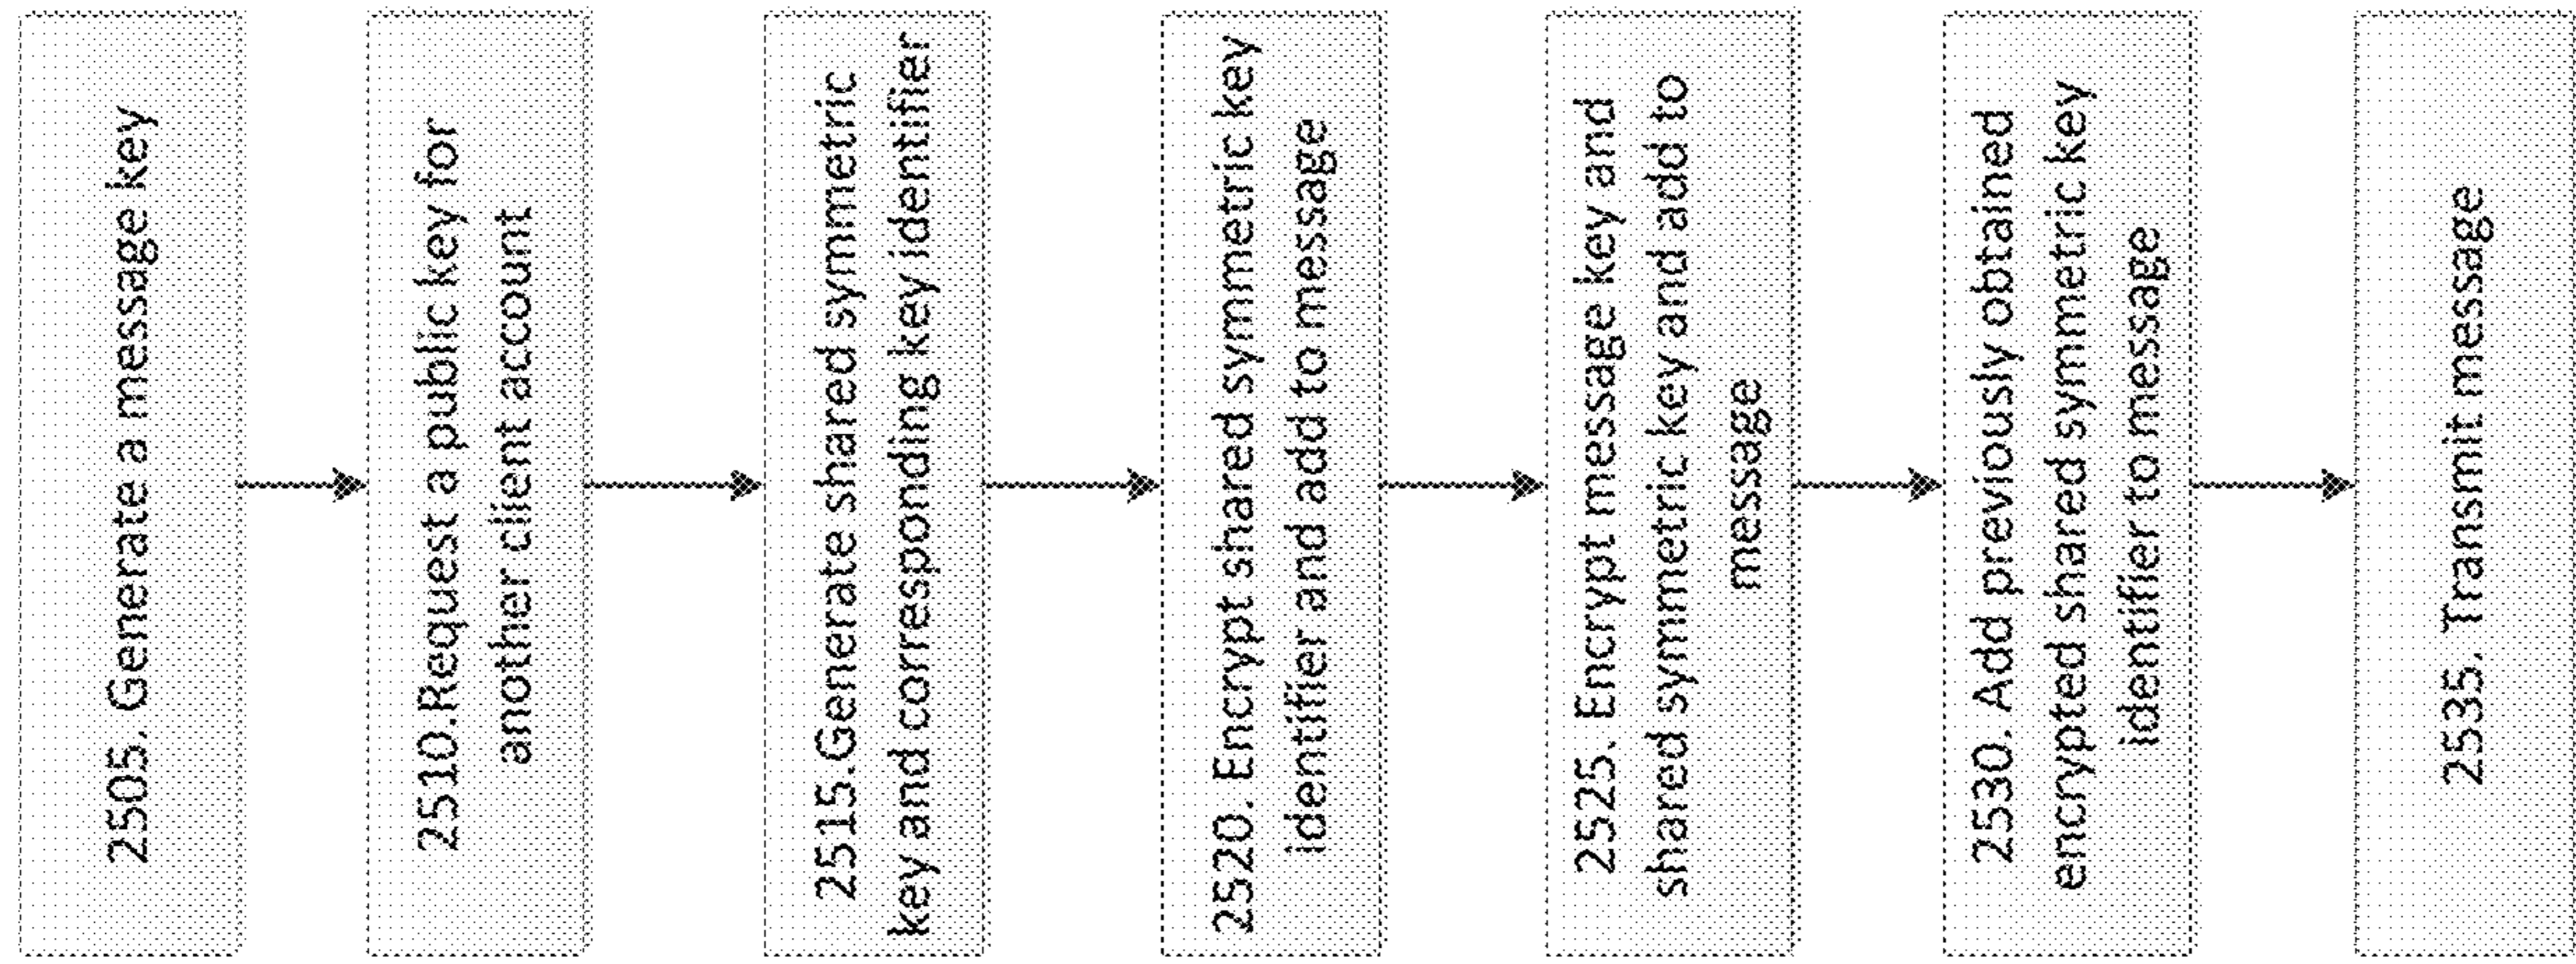 2505. Generate a message key
2510.Request a public key for
another client account
2515.Generate shared symmetric
key and corresponding key identifier
2520. Encrypt shared symmetric key
identifier and add to message
2525. Encrypt message key and
shared symmetric key and add to
message
2530. Add previously obtained
encrypted shared symmetric key
identifier to message
2535. Transmit message